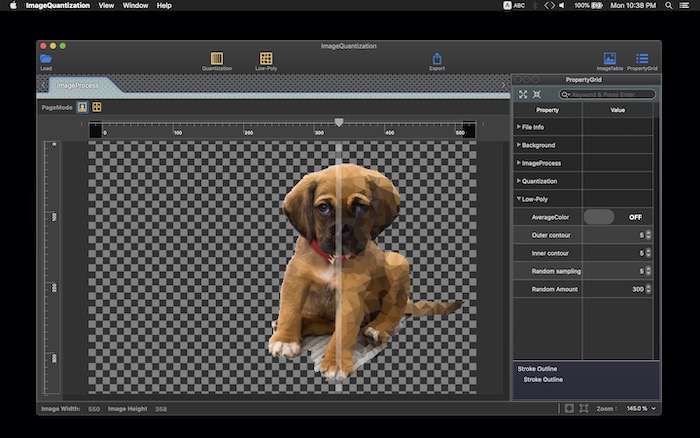 ImageQuantization View Window Help
A ABC 100% Mon 10:38 PM
ImageQuantization
Load Quantization Low-Poly Export ImageTable PropertyGrid
ImageProcess
PropertyGrid
PageMode
Keyword & Press Enter
Property Value
0 100 200 300 400 500
0
100
200
300
File Info
Background
ImageProcess
Quantization
Low-Poly
AverageColor OFF
Outer contour 5
Inner contour 5
Random sampling 5
Random Amount 300
Stroke Outline
Stroke Outline
Image Width: 550 Image Height 358 Zoom : 145.0 %